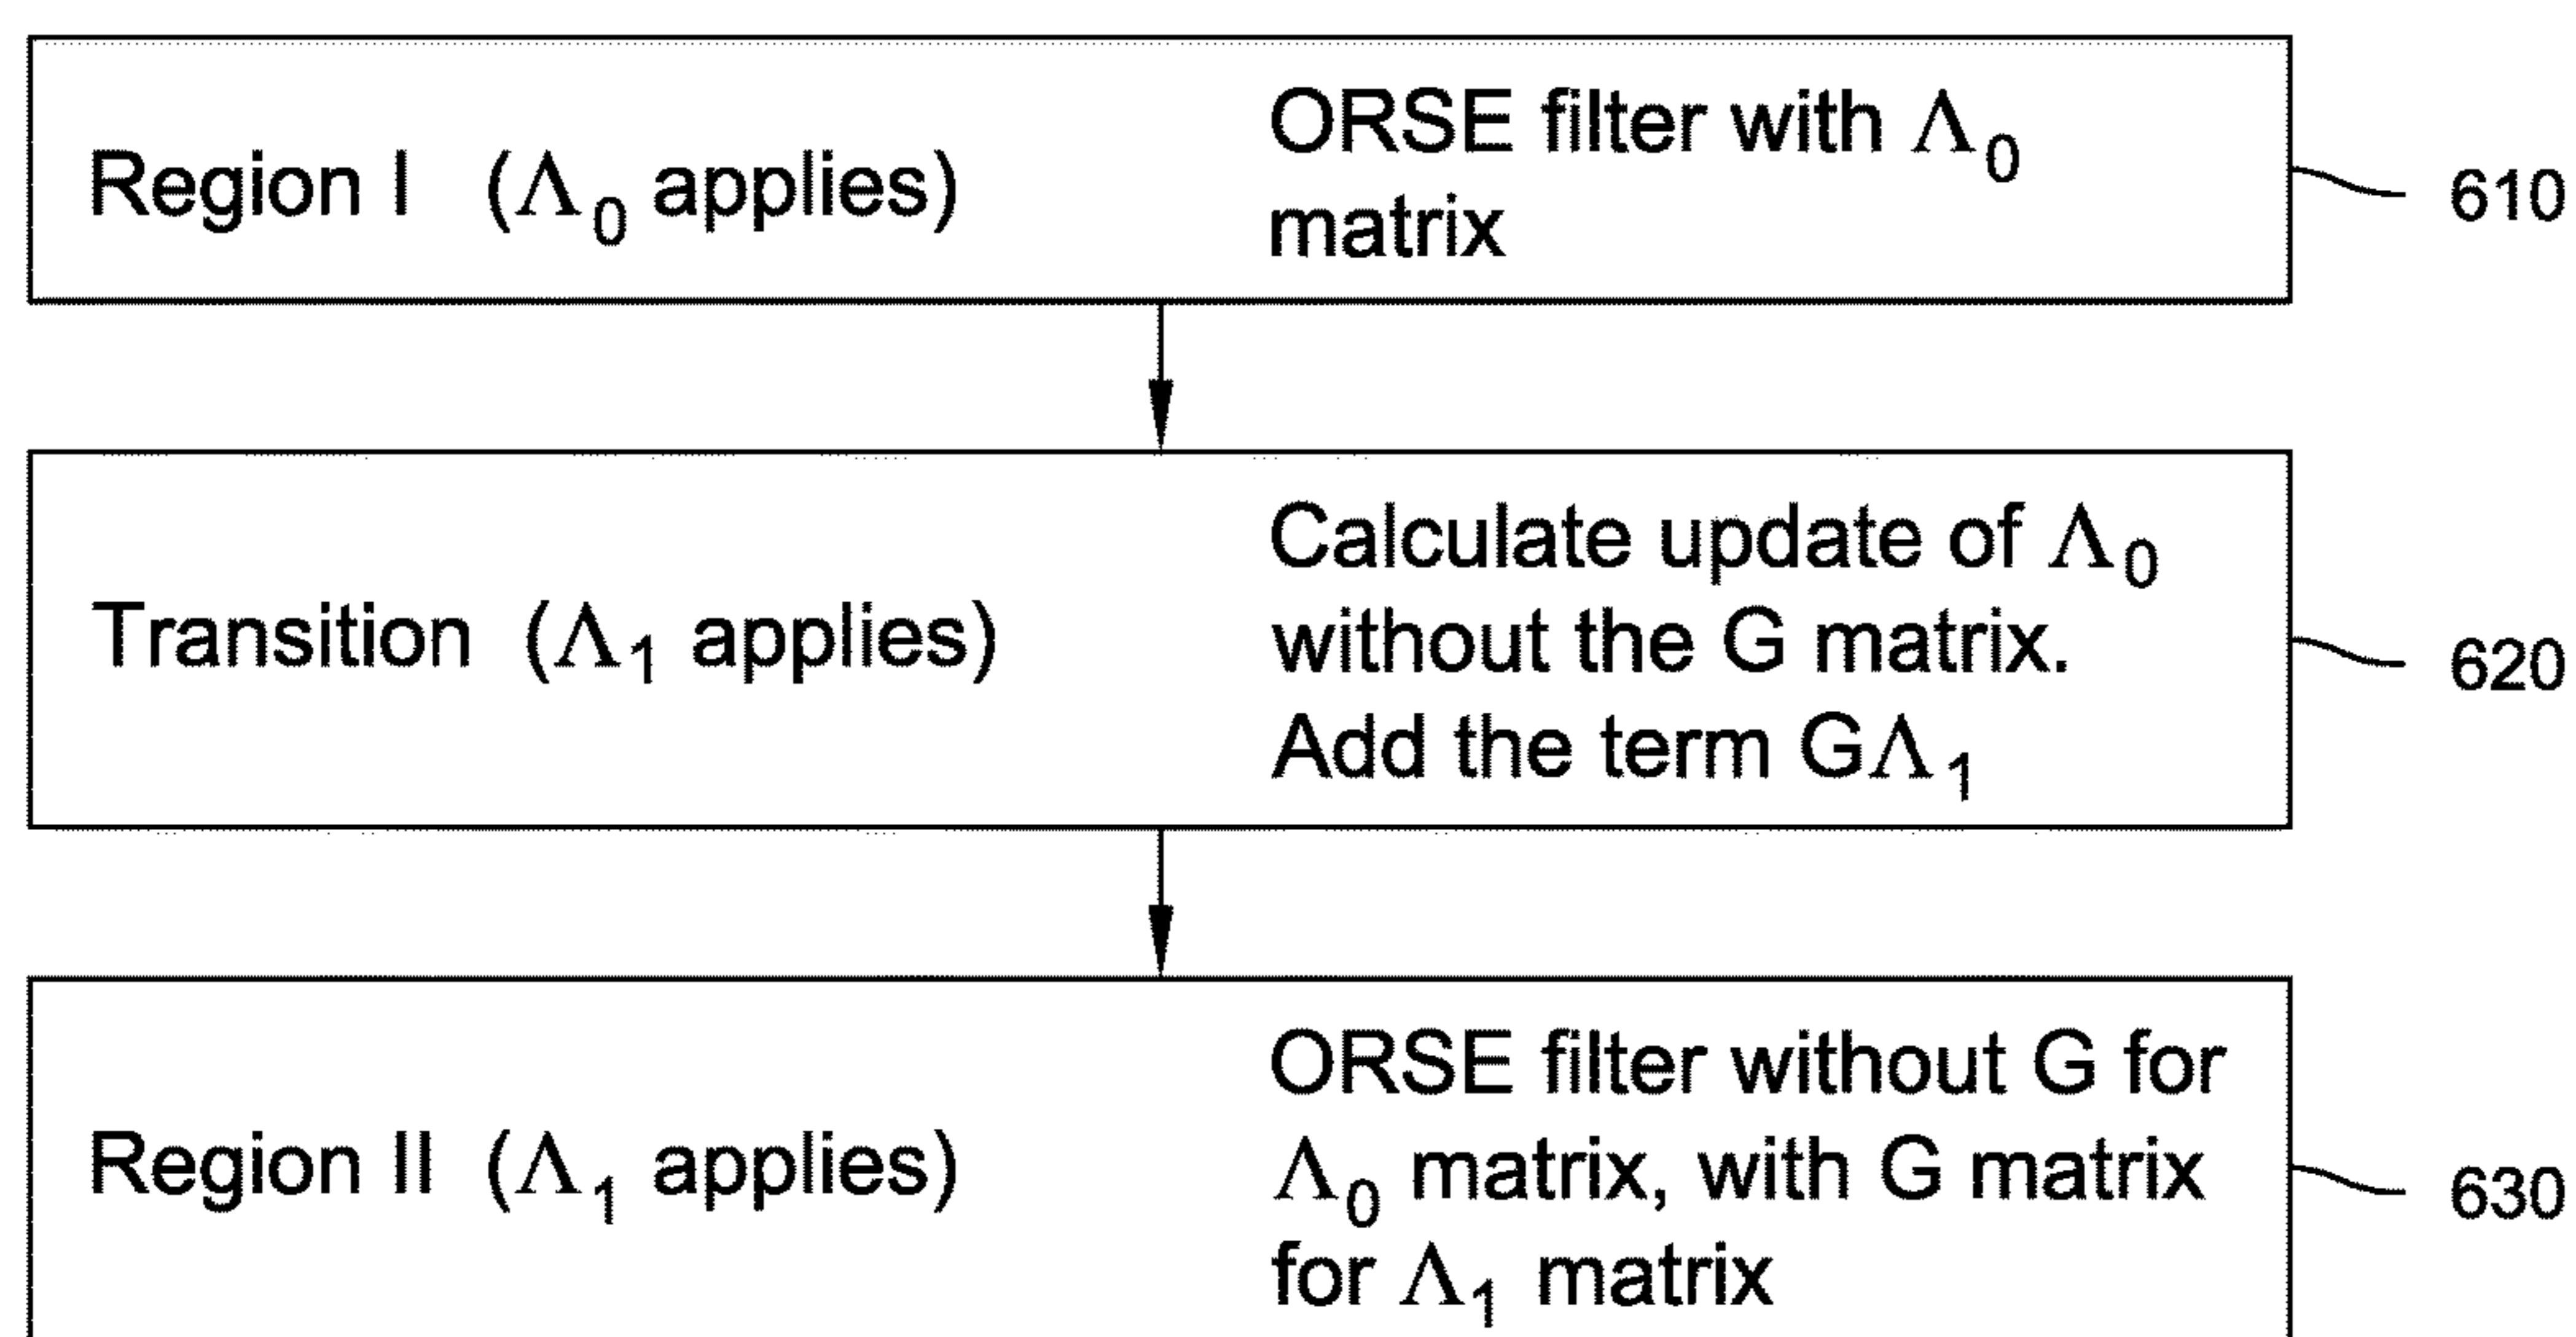 Region I (Λ0 applies)
ORSE filter with Λ0
matrix
610
Transition (Λ1 applies)
Calculate update of Λ0
without the G matrix.
Add the term GΛ1
620
Region II (Λ1 applies)
ORSE filter without G for
Λ0 matrix, with G matrix
for Λ1 matrix
630